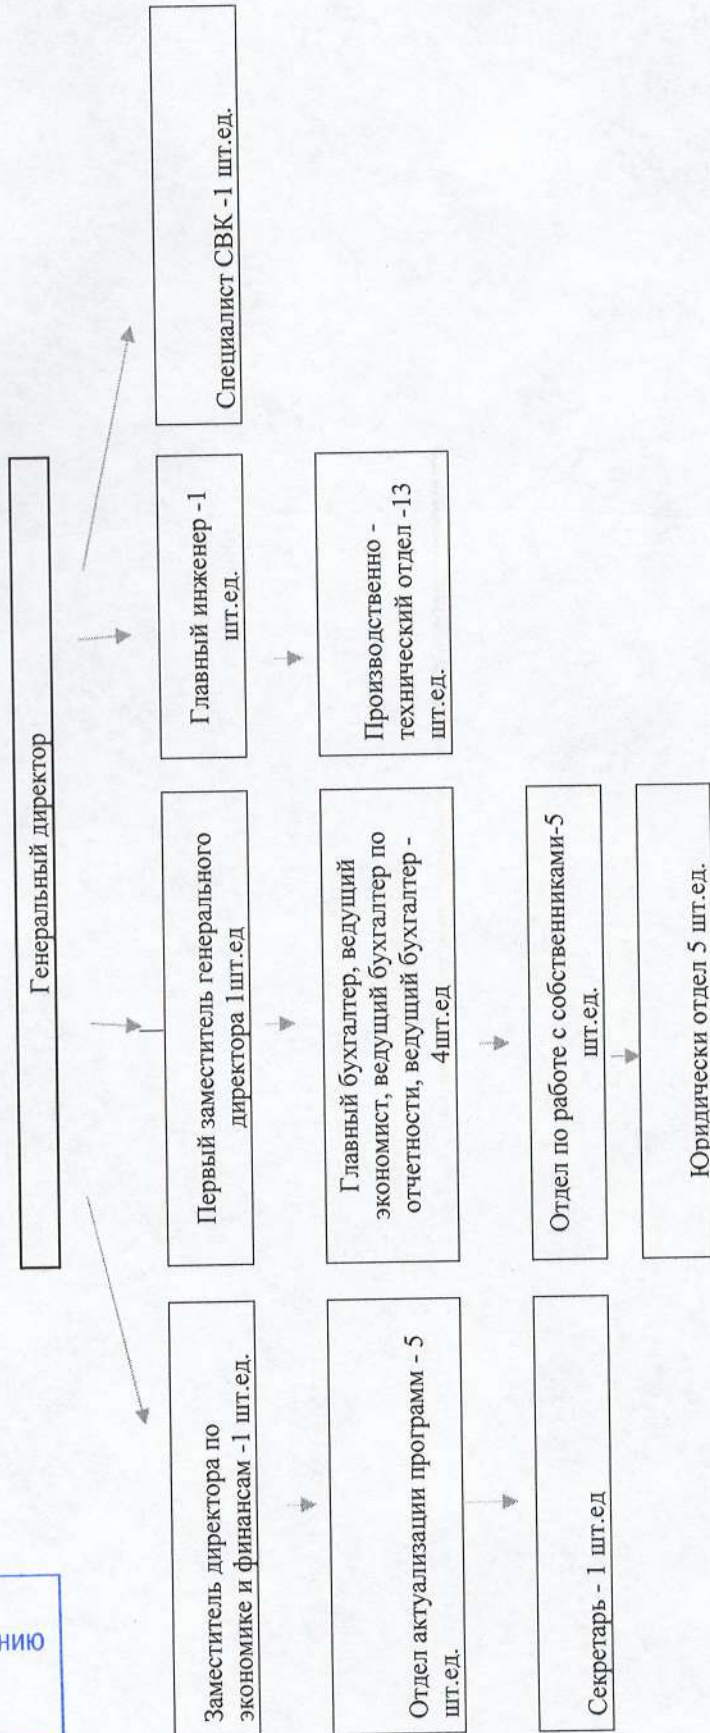 нию
Генеральный директор
Заместитель директора по
экономике и финансам -1 шт.ед.
Первый заместитель генерального
директора 1шт.ед
Главный инженер -1
шт.ед.
Специалист СВК -1 шт.ед.
Отдел актуализации программ - 5
шт.ед.
Главный бухгалтер, ведущий
экономист, ведущий бухгалтер по
отчетности, ведущий бухгалтер -
4шт.ед
Производственно -
технический отдел -13
шт.ед.
Секретарь - 1 шт.ед
Отдел по работе с собственниками-5
шт.ед.
Юридически отдел 5 шт.ед.